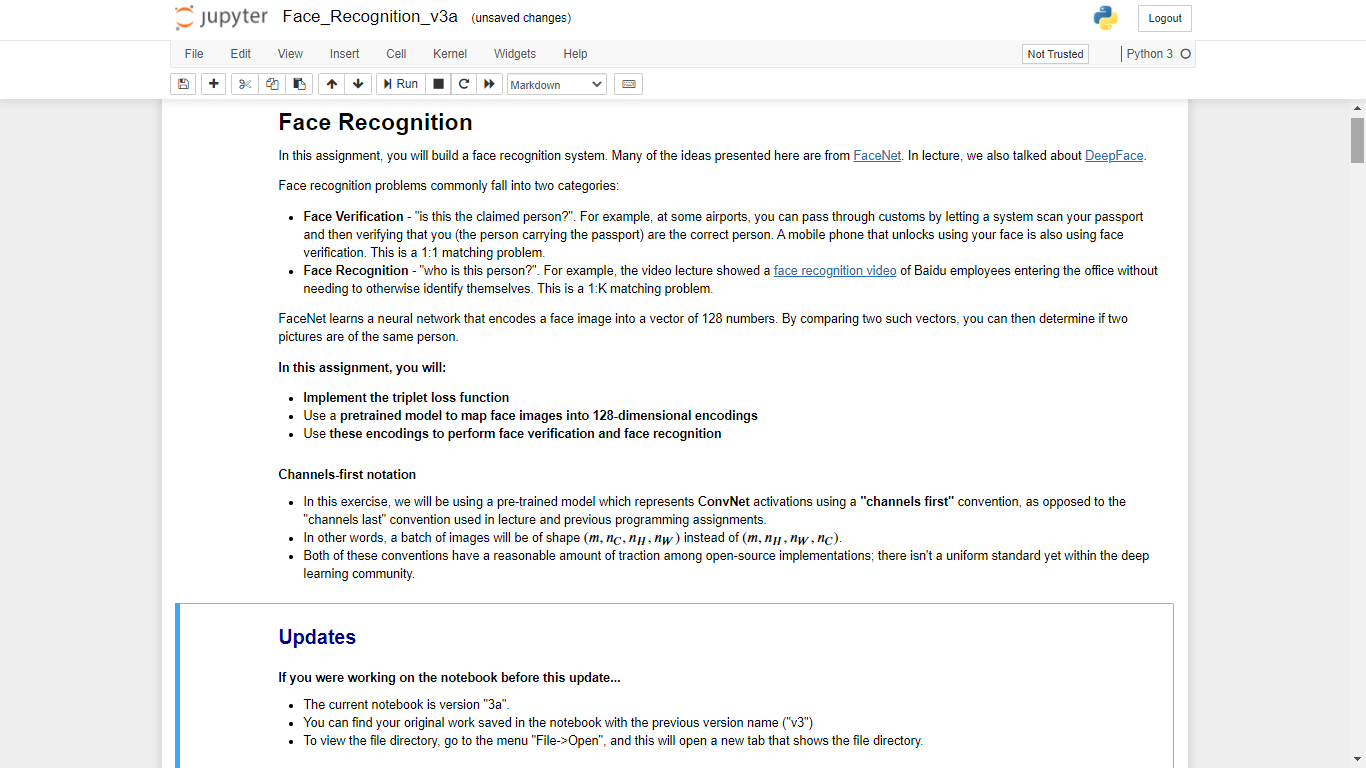 jupyter Face_Recognition_v3a (unsaved changes) Logout
File Edit View Insert Cell Kernel Widgets Help Not Trusted Python 3
Run Markdown
Face Recognition
In this assignment, you will build a face recognition system. Many of the ideas presented here are from FaceNet. In lecture, we also talked about DeepFace.
Face recognition problems commonly fall into two categories:
• Face Verification - "is this the claimed person?". For example, at some airports, you can pass through customs by letting a system scan your passport
and then verifying that you (the person carrying the passport) are the correct person. A mobile phone that unlocks using your face is also using face
verification. This is a 1:1 matching problem.
• Face Recognition - "who is this person?". For example, the video lecture showed a face recognition video of Baidu employees entering the office without
needing to otherwise identify themselves. This is a 1:K matching problem.
FaceNet learns a neural network that encodes a face image into a vector of 128 numbers. By comparing two such vectors, you can then determine if two
pictures are of the same person.
In this assignment, you will:
• Implement the triplet loss function
• Use a pretrained model to map face images into 128-dimensional encodings
• Use these encodings to perform face verification and face recognition
Channels-first notation
• In this exercise, we will be using a pre-trained model which represents ConvNet activations using a "channels first" convention, as opposed to the
"channels last" convention used in lecture and previous programming assignments.
• In other words, a batch of images will be of shape (m, n_C, n_H, n_W) instead of (m, n_H, n_W, n_C).
• Both of these conventions have a reasonable amount of traction among open-source implementations; there isn't a uniform standard yet within the deep
learning community.
Updates
If you were working on the notebook before this update...
• The current notebook is version "3a".
• You can find your original work saved in the notebook with the previous version name ("v3")
• To view the file directory, go to the menu "File->Open", and this will open a new tab that shows the file directory.